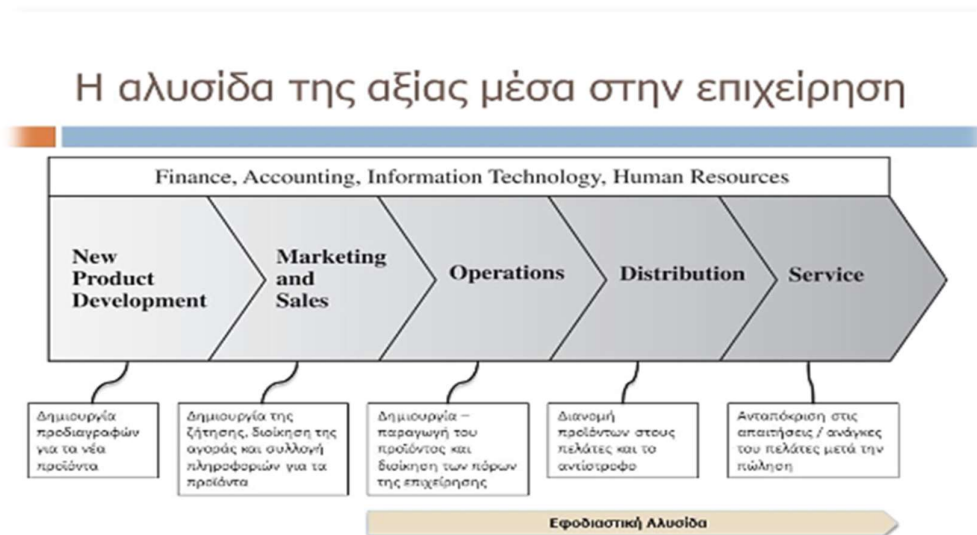 Η αλυσίδα της αξίας μέσα στην επιχείρηση
Finance, Accounting, Information Technology, Human Resources
New
Product
Development
Marketing
and
Sales
Operations
Distribution
Service
Δημιουργία
προδιαγραφών
για τα νέα
προϊόντα
Δημιουργία της
ζήτησης, διοίκηση της
αγοράς και συλλογή
πληροφοριών για τα
προϊόντα
Δημιουργία –
παραγωγή του
προϊόντος και
διοίκηση των πόρων
της επιχείρησης
Διανομή
προϊόντων στους
πελάτες και το
αντίστροφο
Ανταπόκριση στις
απαιτήσεις / ανάγκες
του πελάτες μετά την
πώληση
Εφοδιαστική Αλυσίδα